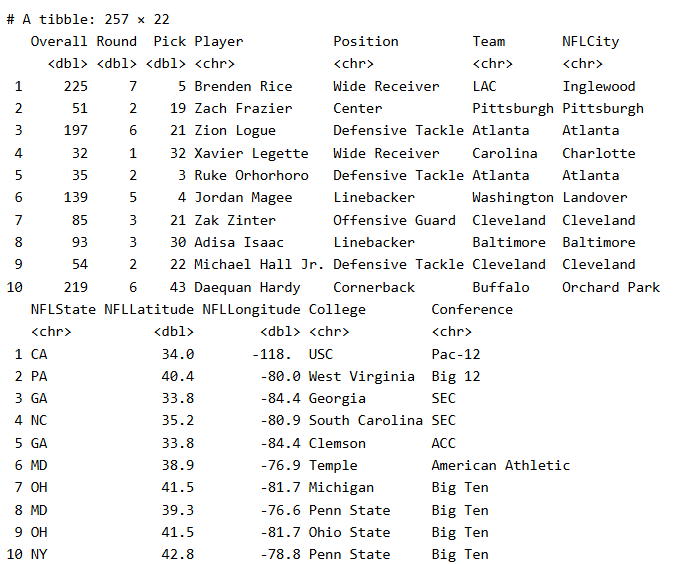 # A tibble: 257 × 22
   Overall Round  Pick Player           Position         Team       NFLCity
     <dbl> <dbl> <dbl> <chr>            <chr>            <chr>      <chr>
 1     225     7     5 Brenden Rice     Wide Receiver    LAC        Inglewood
 2      51     2    19 Zach Frazier     Center           Pittsburgh Pittsburgh
 3     197     6    21 Zion Logue       Defensive Tackle Atlanta    Atlanta
 4      32     1    32 Xavier Legette   Wide Receiver    Carolina   Charlotte
 5      35     2     3 Ruke Orhorhoro   Defensive Tackle Atlanta    Atlanta
 6     139     5     4 Jordan Magee     Linebacker       Washington Landover
 7      85     3    21 Zak Zinter       Offensive Guard  Cleveland  Cleveland
 8      93     3    30 Adisa Isaac      Linebacker       Baltimore  Baltimore
 9      54     2    22 Michael Hall Jr. Defensive Tackle Cleveland  Cleveland
10     219     6    43 Daequan Hardy    Cornerback       Buffalo    Orchard Park
   NFLState NFLLatitude NFLLongitude College        Conference
   <chr>          <dbl>        <dbl> <chr>          <chr>
 1 CA              34.0        -118.  USC            Pac-12
 2 PA              40.4        -80.0 West Virginia  Big 12
 3 GA              33.8        -84.4 Georgia        SEC
 4 NC              35.2        -80.9 South Carolina SEC
 5 GA              33.8        -84.4 Clemson        ACC
 6 MD              38.9        -76.9 Temple         American Athletic
 7 OH              41.5        -81.7 Michigan       Big Ten
 8 MD              39.3        -76.6 Penn State     Big Ten
 9 OH              41.5        -81.7 Ohio State     Big Ten
10 NY              42.8        -78.8 Penn State     Big Ten